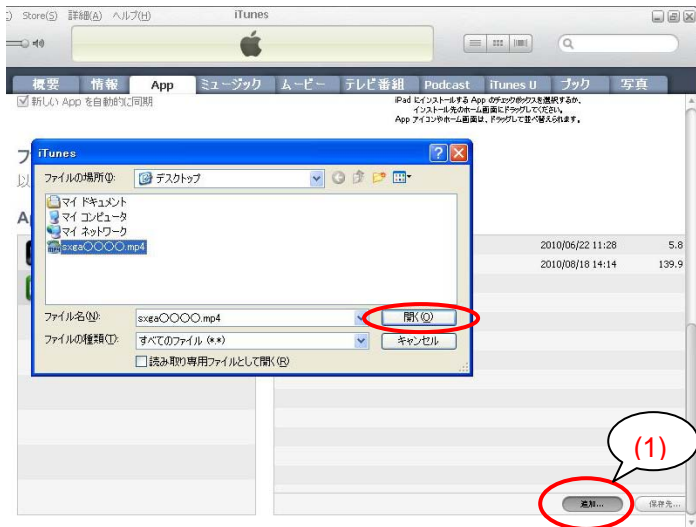 Store(S) 詳細(A) ヘルプ(H) iTunes
概要 情報 App ミュージック ムービー テレビ番組 Podcast iTunes U ブック 写真
新しい App を自動的に同期
iPad にインストールする App のチェックボックスを選択するか、
インストール先のホーム画面にドラッグしてください。
App アイコンやホーム画面は、ドラッグして並べ替えられます。
iTunes
ファイルの場所(I): デスクトップ
マイ ドキュメント
マイ コンピュータ
マイ ネットワーク
sxga〇〇〇〇.mp4
2010/06/22 11:28 5.8
2010/08/18 14:14 139.9
ファイル名(N): sxga〇〇〇〇.mp4 開く(O)
ファイルの種類(T): すべてのファイル (*.*) キャンセル
読み取り専用ファイルとして開く(R)
(1)
追加... 保存先...